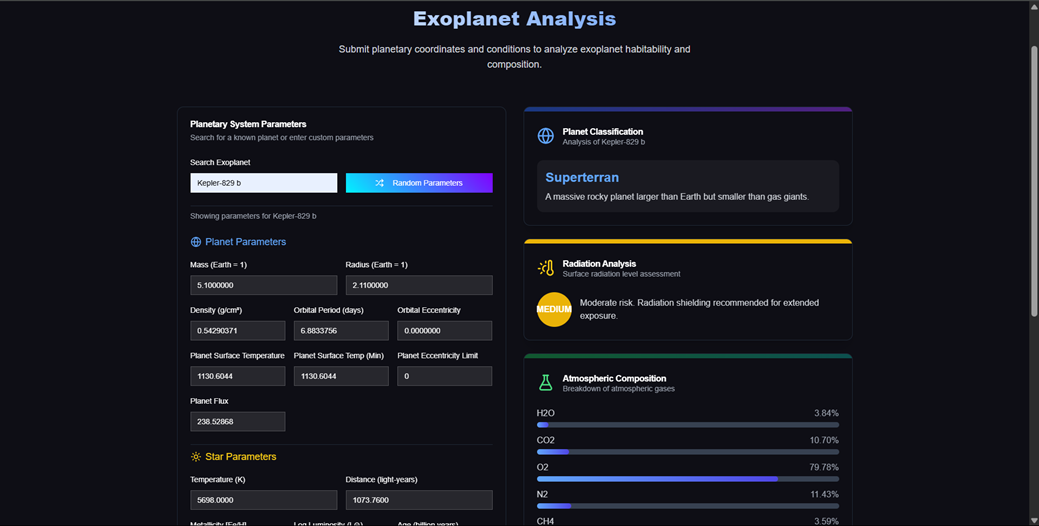 Exoplanet Analysis
Submit planetary coordinates and conditions to analyze exoplanet habitability and
composition.
Planetary System Parameters
Search for a known planet or enter custom parameters
Search Exoplanet
Kepler-829 b
Random Parameters
Showing parameters for Kepler-829 b
Planet Parameters
Mass (Earth = 1)
Radius (Earth = 1)
5.1000000
2.1100000
Density (g/cm³)
Orbital Period (days)
Orbital Eccentricity
0.54290371
6.8833756
0.0000000
Planet Surface Temperature
Planet Surface Temp (Min)
Planet Eccentricity Limit
1130.6044
1130.6044
0
Planet Flux
238.52868
Star Parameters
Temperature (K)
Distance (light-years)
5698.0000
1073.7600
Metallicity [Fe/H]
Log Luminosity (L⊙)
Age (billion years)
Planet Classification
Analysis of Kepler-829 b
Superterran
A massive rocky planet larger than Earth but smaller than gas giants.
Radiation Analysis
Surface radiation level assessment
MEDIUM
Moderate risk. Radiation shielding recommended for extended
exposure.
Atmospheric Composition
Breakdown of atmospheric gases
H2O 3.84%
CO2 10.70%
O2 79.78%
N2 11.43%
CH4 3.59%